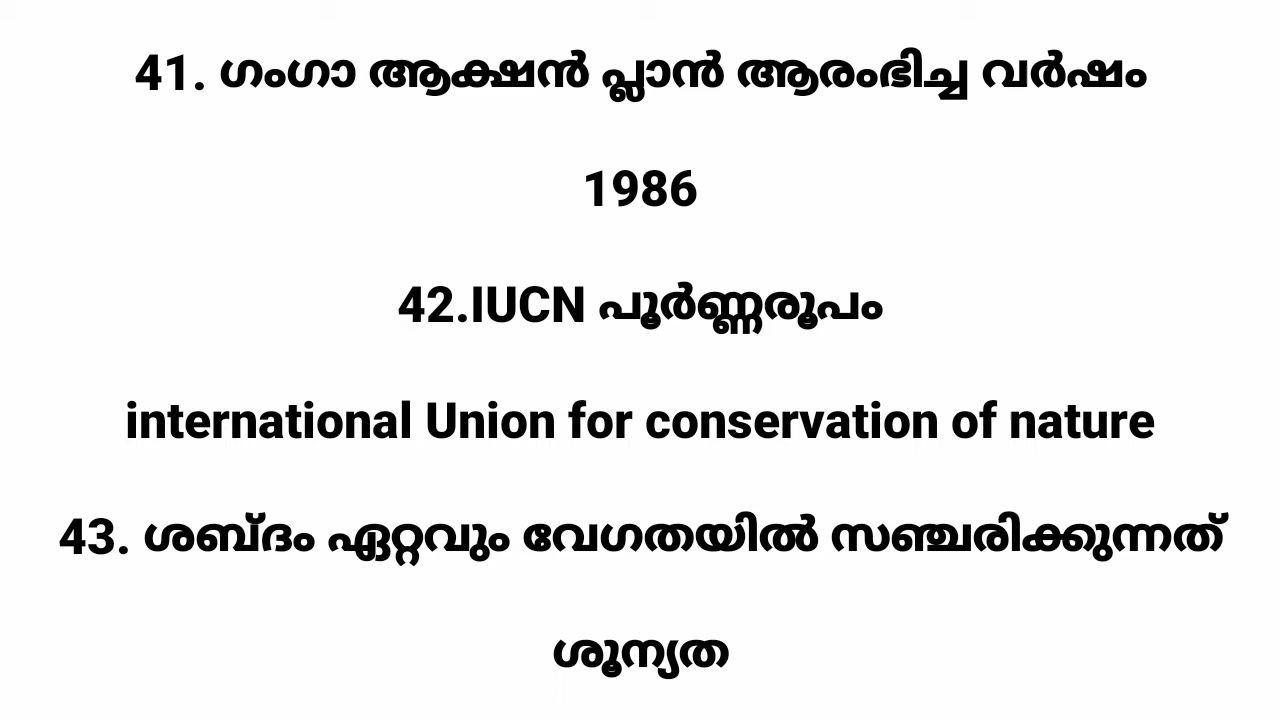 41. ഗംഗാ ആക്ഷൻ പ്ലാൻ ആരംഭിച്ച വർഷം
1986
42.IUCN പൂർണ്ണരൂപം
international Union for conservation of nature
43. ശബ്ദം ഏറ്റവും വേഗതയിൽ സഞ്ചരിക്കുന്നത്
ശൂന്യത